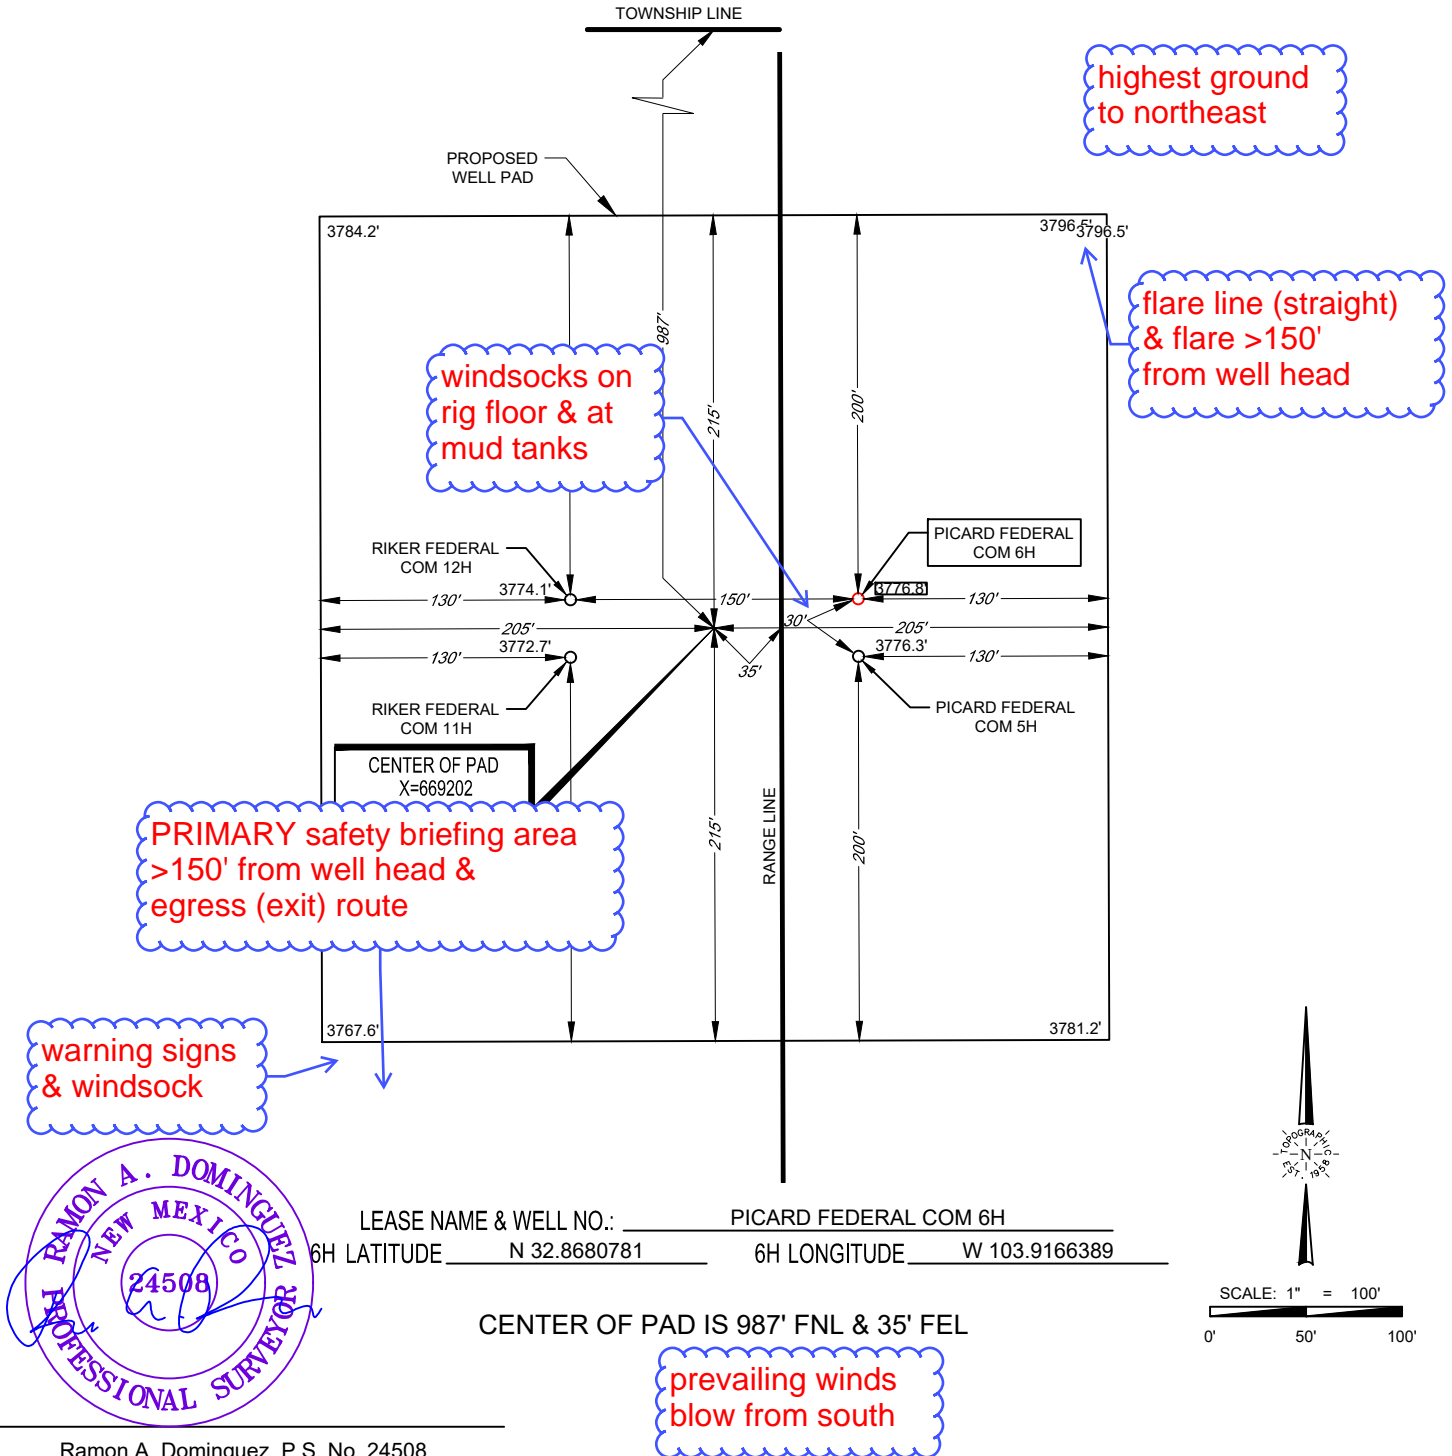 TOWNSHIP LINE
highest ground
to northeast
PROPOSED
WELL PAD
3784.2'
3796.5'
3796.5'
flare line (straight)
& flare >150'
from well head
987'
windsocks on
rig floor & at
mud tanks
215'
200'
RIKER FEDERAL
COM 12H
PICARD FEDERAL
COM 6H
3774.1'
3776.8'
130'
150'
130'
30'
205'
205'
3772.7'
3776.3'
130'
35'
130'
RIKER FEDERAL
COM 11H
PICARD FEDERAL
COM 5H
CENTER OF PAD
X=669202
PRIMARY safety briefing area
>150' from well head &
egress (exit) route
215'
RANGE LINE
200'
3767.6'
3781.2'
warning signs
& windsock
RAMON A. DOMINGUEZ
NEW MEXICO
24508
PROFESSIONAL SURVEYOR
TOPOGRAPHIC
N
EST. 1958
LEASE NAME & WELL NO.: PICARD FEDERAL COM 6H
6H LATITUDE N 32.8680781 6H LONGITUDE W 103.9166389
SCALE: 1" = 100'
0' 50' 100'
CENTER OF PAD IS 987' FNL & 35' FEL
prevailing winds
blow from south
Ramon A. Dominguez, P.S. No. 24508